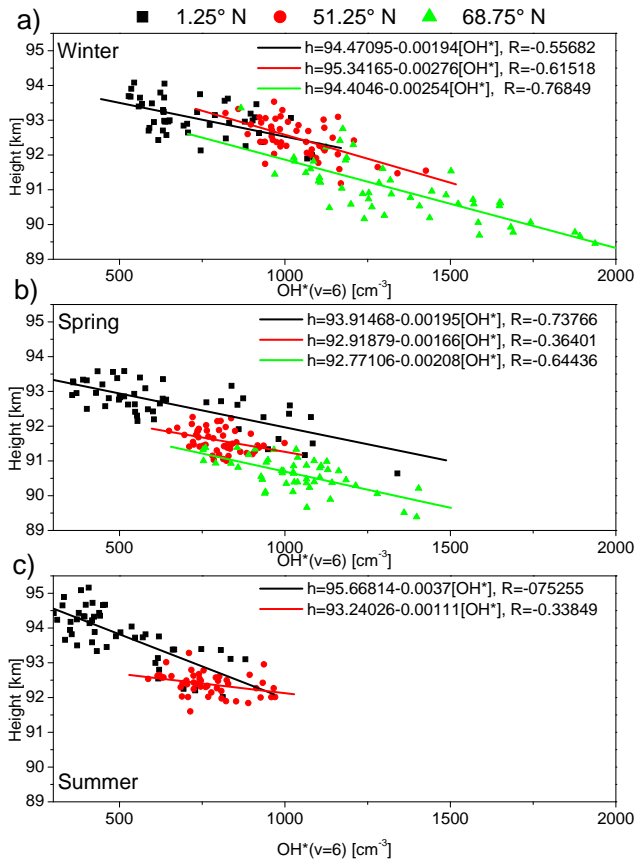 1.25° N 51.25° N 68.75° N
a)
Winter
h=94.47095-0.00194[OH*], R=-0.55682
h=95.34165-0.00276[OH*], R=-0.61518
h=94.4046-0.00254[OH*], R=-0.76849
95
94
93
92
91
90
89
Height [km]
500 1000 1500 2000
OH*(v=6) [cm-3]
b)
Spring
h=93.91468-0.00195[OH*], R=-0.73766
h=92.91879-0.00166[OH*], R=-0.36401
h=92.77106-0.00208[OH*], R=-0.64436
95
94
93
92
91
90
89
Height [km]
500 1000 1500 2000
OH*(v=6) [cm-3]
c)
h=95.66814-0.0037[OH*], R=-075255
h=93.24026-0.00111[OH*], R=-0.33849
95
94
93
92
91
90
89
Height [km]
Summer
500 1000 1500 2000
OH*(v=6) [cm-3]